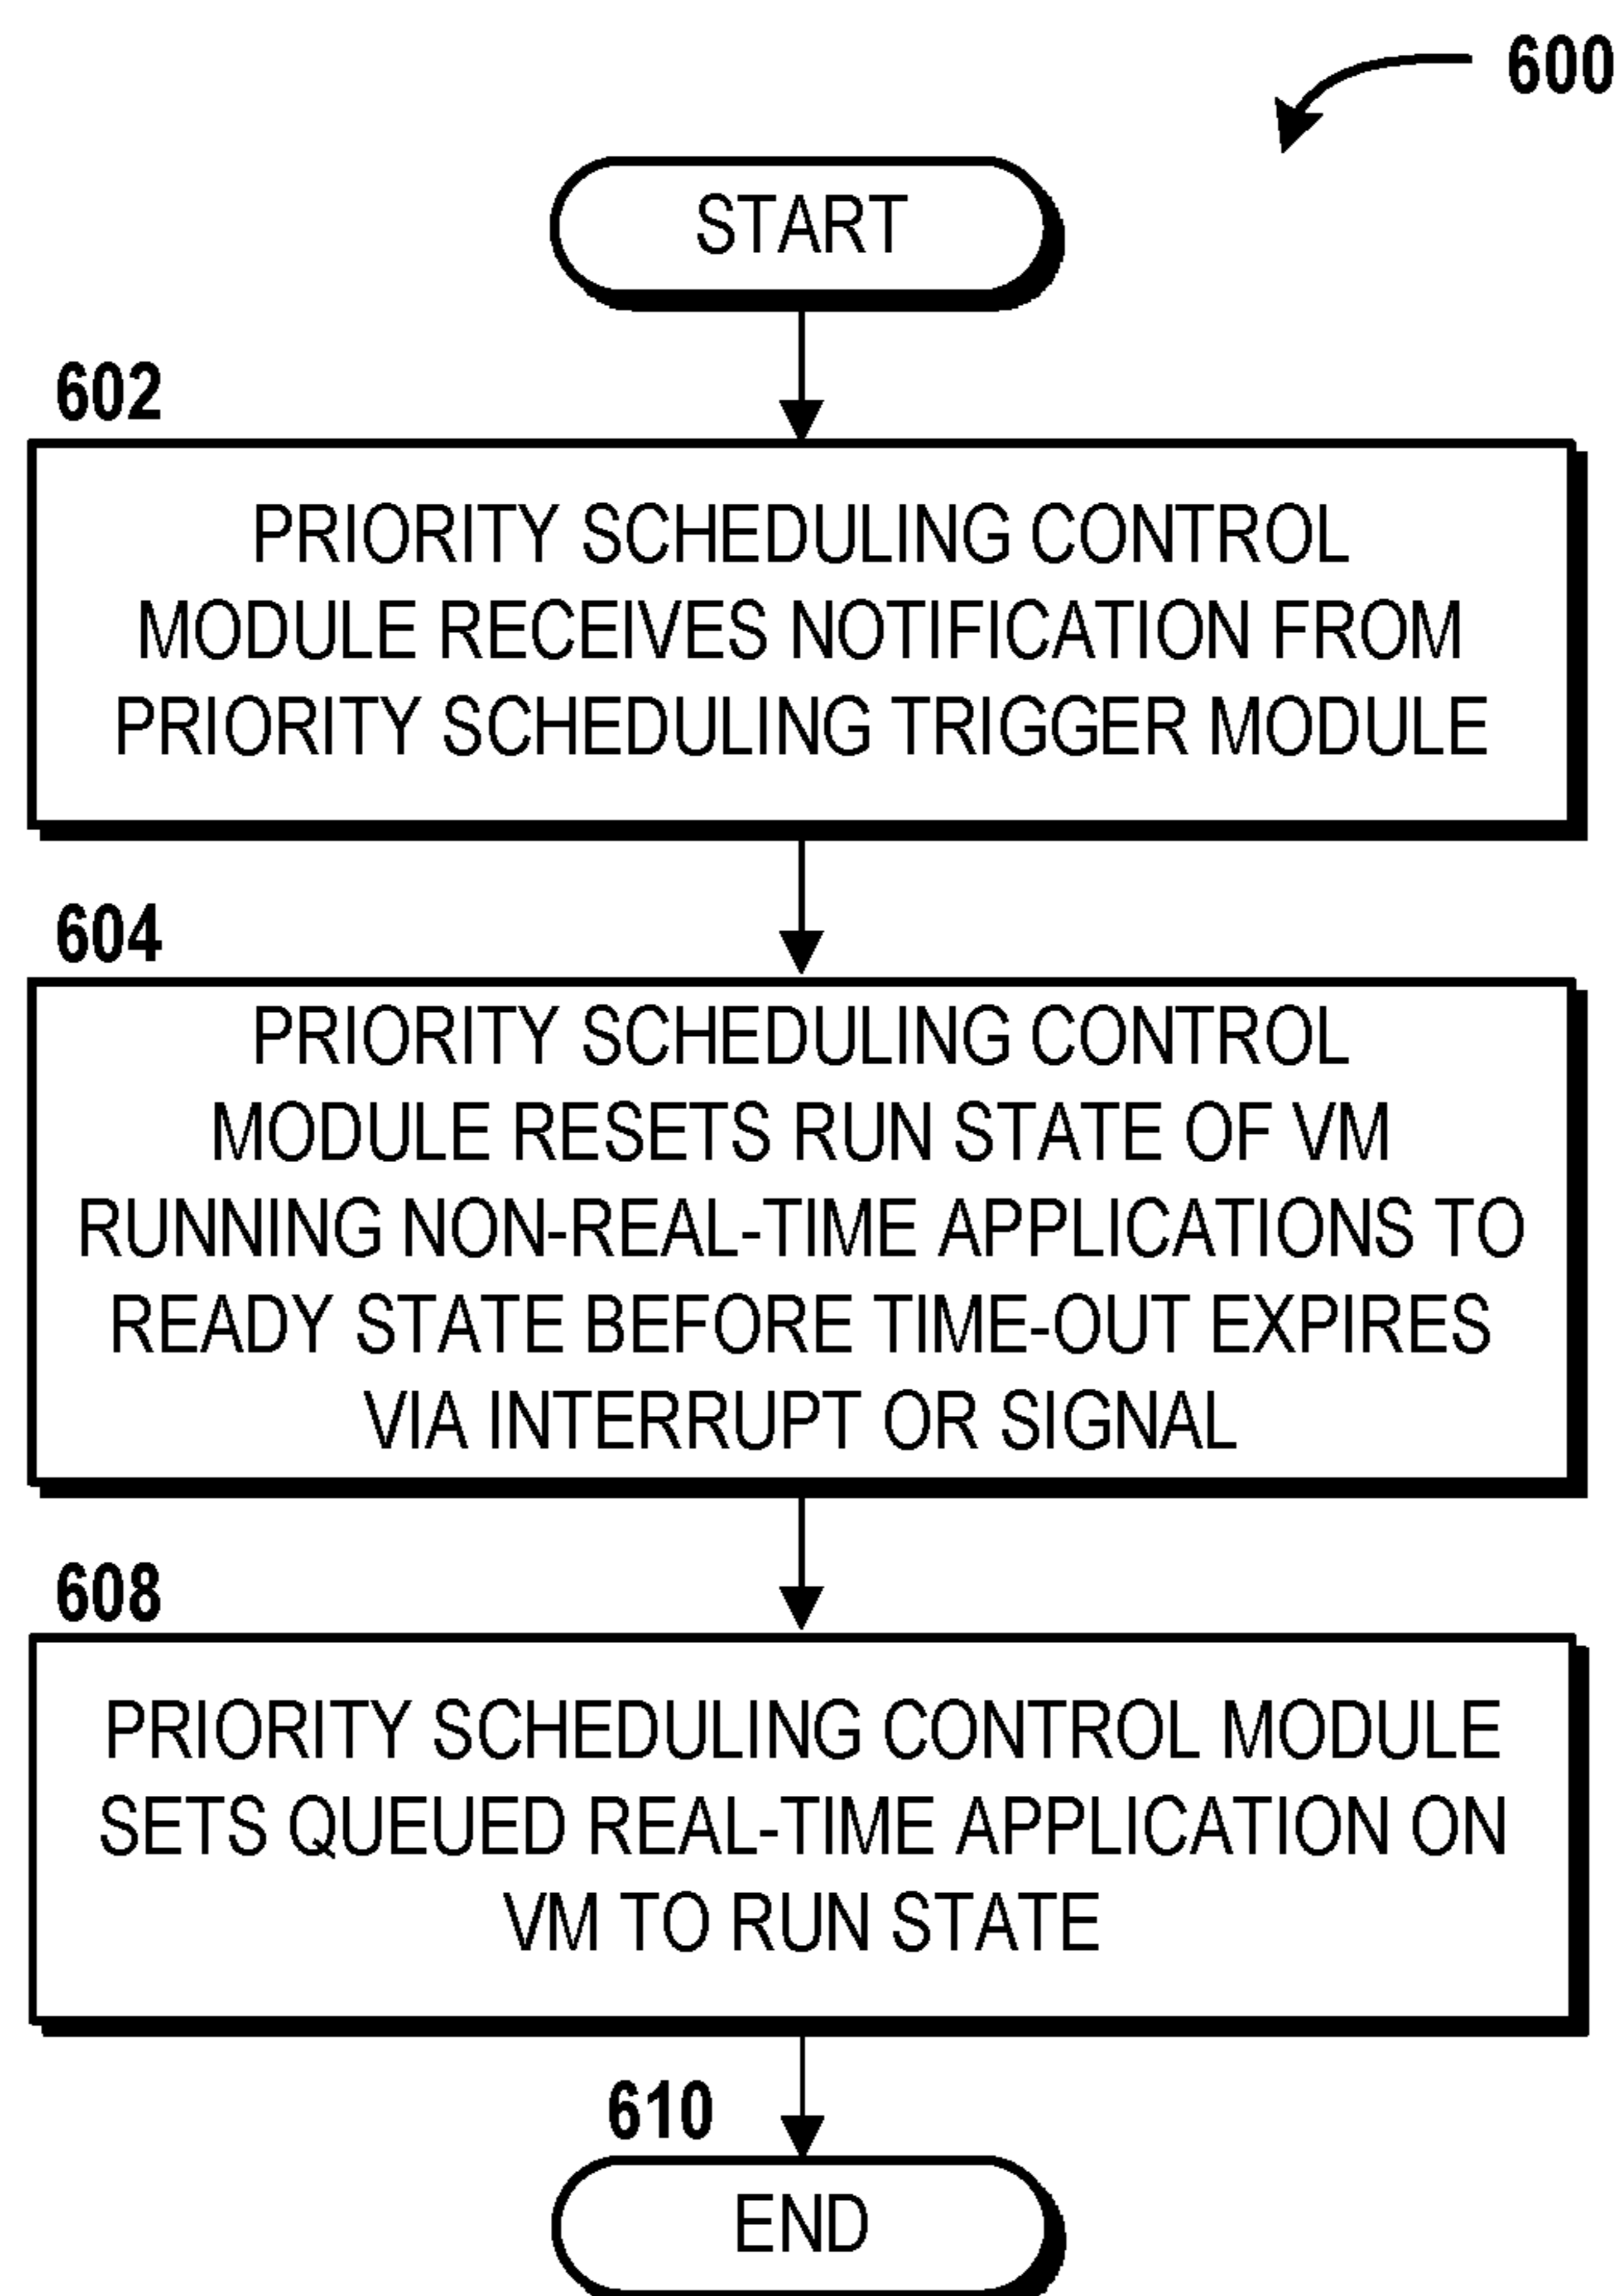 600
START
602
PRIORITY SCHEDULING CONTROL
MODULE RECEIVES NOTIFICATION FROM
PRIORITY SCHEDULING TRIGGER MODULE
604
PRIORITY SCHEDULING CONTROL
MODULE RESETS RUN STATE OF VM
RUNNING NON-REAL-TIME APPLICATIONS TO
READY STATE BEFORE TIME-OUT EXPIRES
VIA INTERRUPT OR SIGNAL
608
PRIORITY SCHEDULING CONTROL MODULE
SETS QUEUED REAL-TIME APPLICATION ON
VM TO RUN STATE
610
END